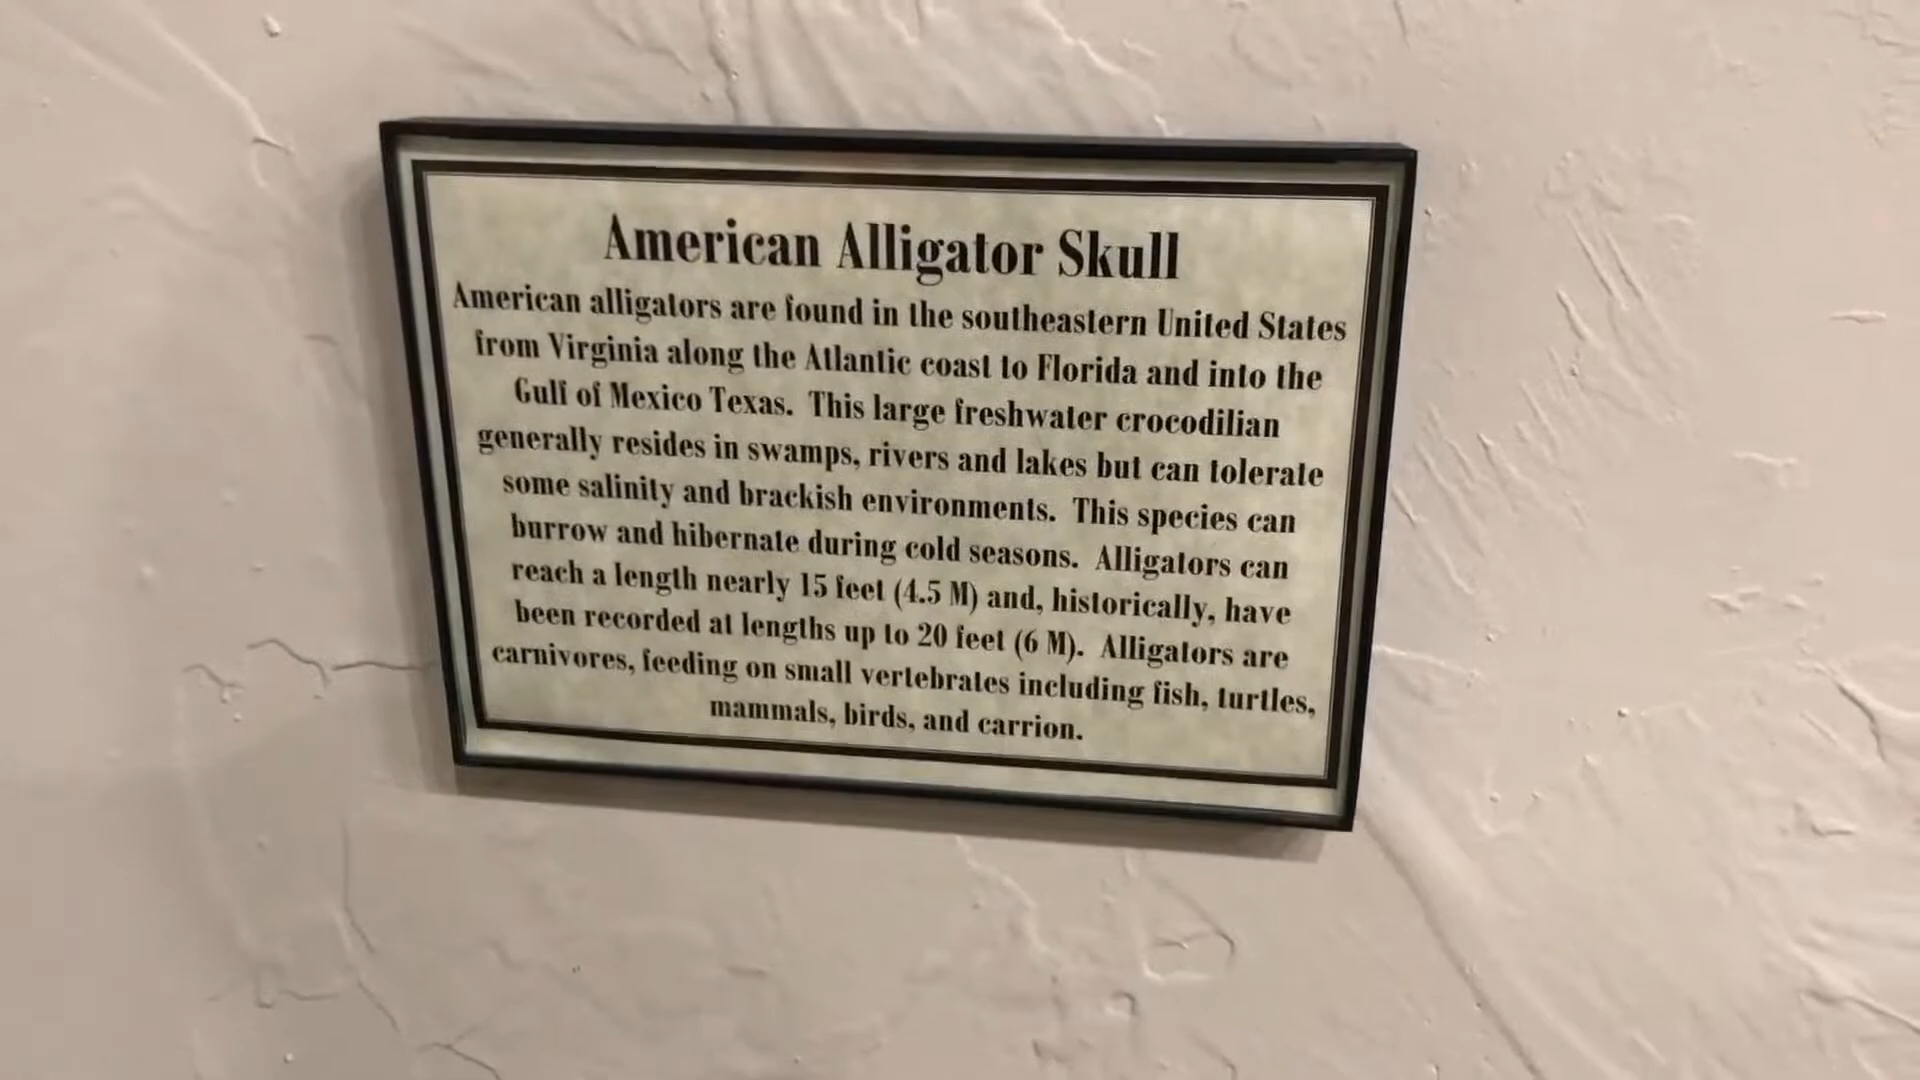 American Alligator Skull
American alligators are found in the southeastern United States
from Virginia along the Atlantic coast to Florida and into the
Gulf of Mexico Texas. This large freshwater crocodilian
generally resides in swamps, rivers and lakes but can tolerate
some salinity and brackish environments. This species can
burrow and hibernate during cold seasons. Alligators can
reach a length nearly 15 feet (4.5 M) and, historically, have
been recorded at lengths up to 20 feet (6 M). Alligators are
carnivores, feeding on small vertebrates including fish, turtles,
mammals, birds, and carrion.